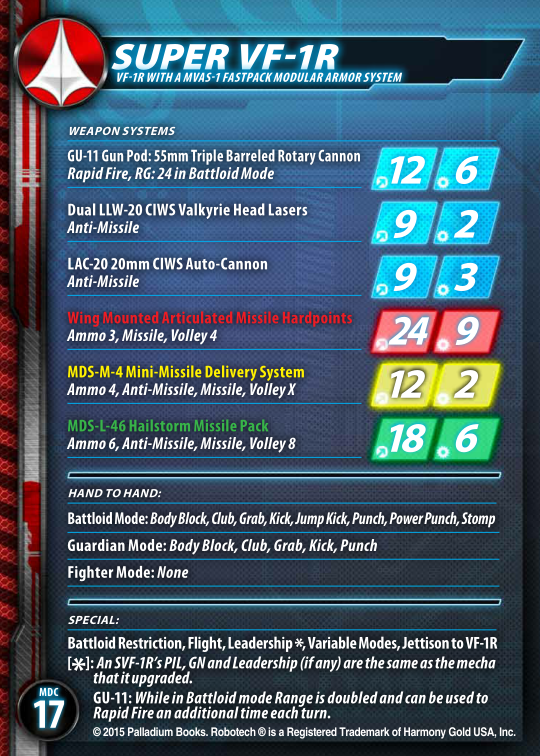 SUPER VF-1R
VF-1R WITH A MVAS-1 FASTPACK MODULAR ARMOR SYSTEM
WEAPON SYSTEMS
GU-11 Gun Pod: 55mm Triple Barreled Rotary Cannon
Rapid Fire, RG: 24 in Battloid Mode
12 6
Dual LLW-20 CIWS Valkyrie Head Lasers
Anti-Missile
9 2
LAC-20 20mm CIWS Auto-Cannon
Anti-Missile
9 3
Wing Mounted Articulated Missile Hardpoints
Ammo 3, Missile, Volley 4
24 9
MDS-M-4 Mini-Missile Delivery System
Ammo 4, Anti-Missile, Missile, Volley X
12 2
MDS-L-46 Hailstorm Missile Pack
Ammo 6, Anti-Missile, Missile, Volley 8
18 6
HAND TO HAND:
Battloid Mode: Body Block, Club, Grab, Kick, Jump Kick, Punch, Power Punch, Stomp
Guardian Mode: Body Block, Club, Grab, Kick, Punch
Fighter Mode: None
SPECIAL:
Battloid Restriction, Flight, Leadership *, Variable Modes, Jettison to VF-1R
[*]: An SVF-1R's PIL, GN and Leadership (if any) are the same as the mecha
that it upgraded.
GU-11: While in Battloid mode Range is doubled and can be used to
Rapid Fire an additional time each turn.
MDC
17
© 2015 Palladium Books. Robotech ® is a Registered Trademark of Harmony Gold USA, Inc.